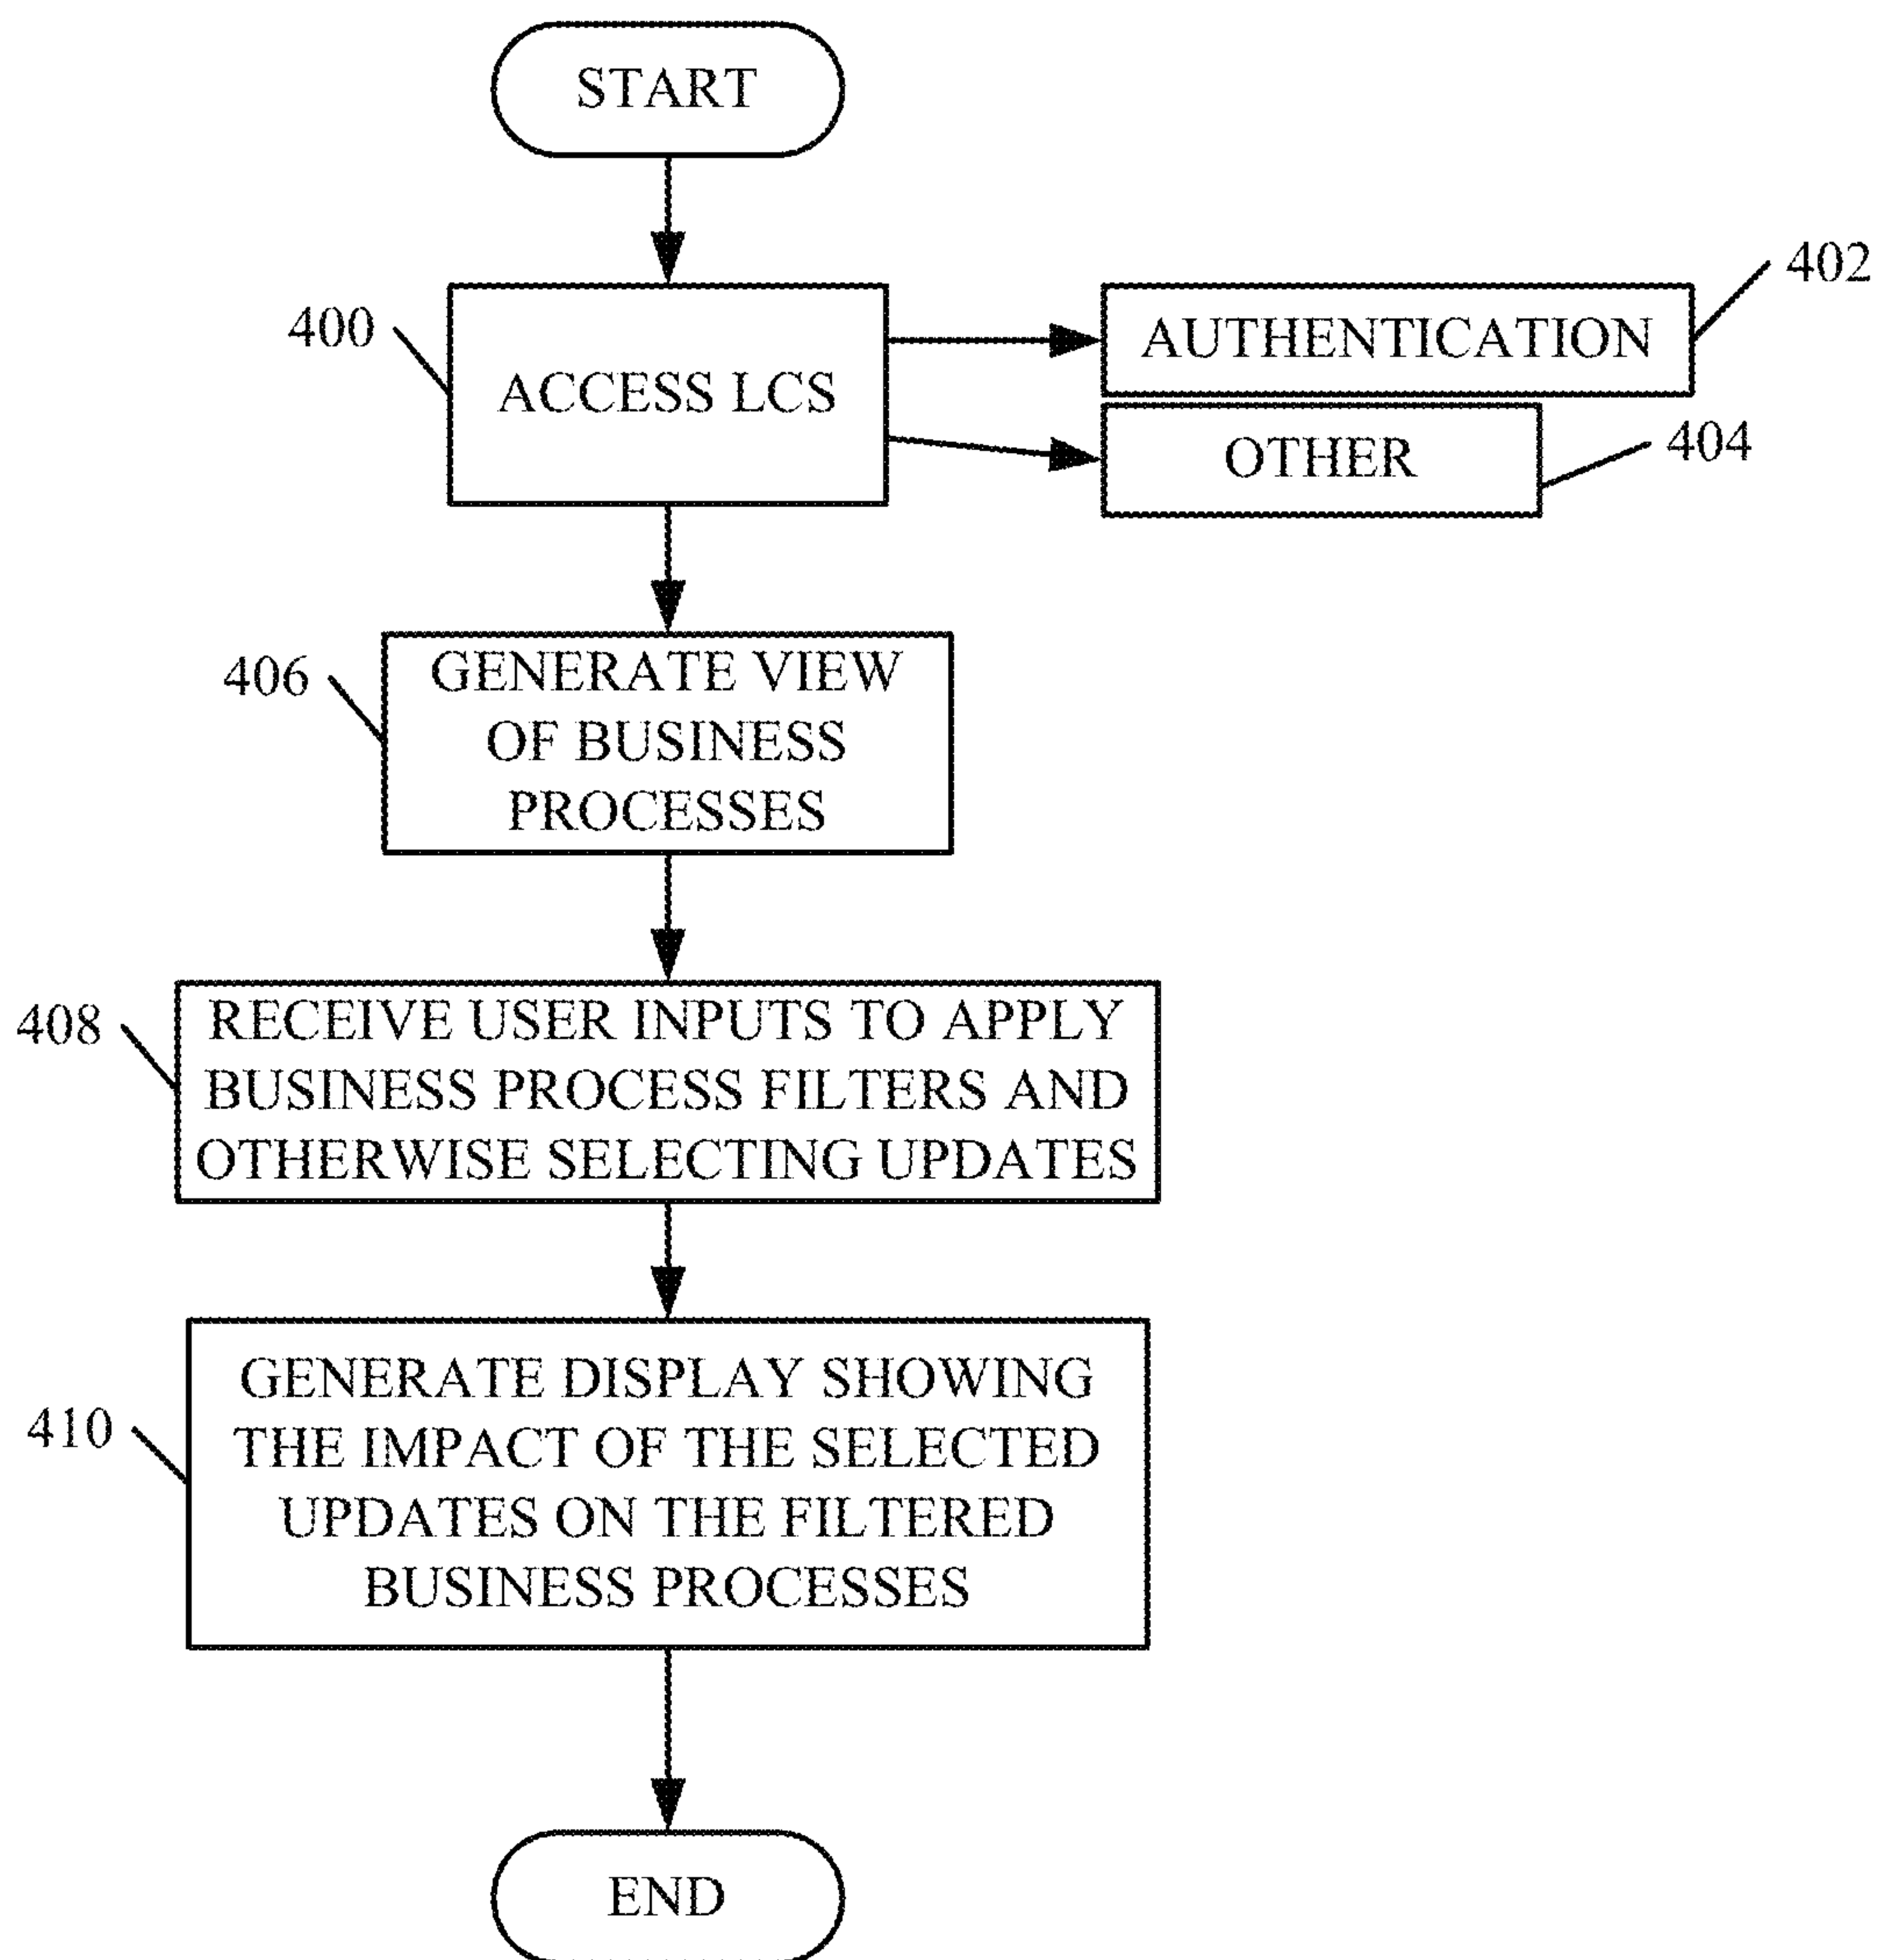 START
402
400
AUTHENTICATION
ACCESS LCS
OTHER
404
406
GENERATE VIEW
OF BUSINESS
PROCESSES
408
RECEIVE USER INPUTS TO APPLY
BUSINESS PROCESS FILTERS AND
OTHERWISE SELECTING UPDATES
410
GENERATE DISPLAY SHOWING
THE IMPACT OF THE SELECTED
UPDATES ON THE FILTERED
BUSINESS PROCESSES
END